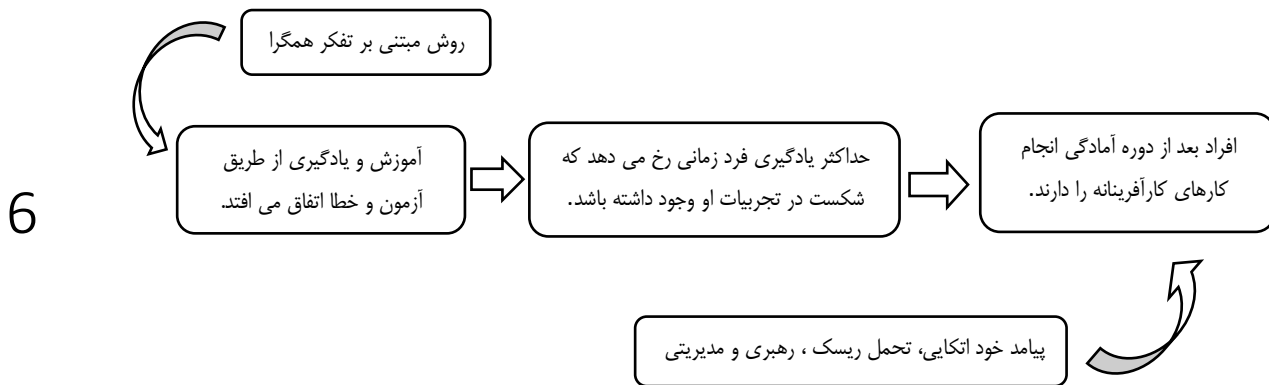 روش مبتنی بر تفکر همگرا
آموزش و یادگیری از طریق
آزمون و خطا اتفاق می افتد.
حداکثر یادگیری فرد زمانی رخ می دهد که
شکست در تجربیات او وجود داشته باشد.
افراد بعد از دوره آمادگی انجام
کارهای کارآفرینانه را دارند.
6
پیامد خود اتکایی، تحمل ریسک ، رهبری و مدیریتی